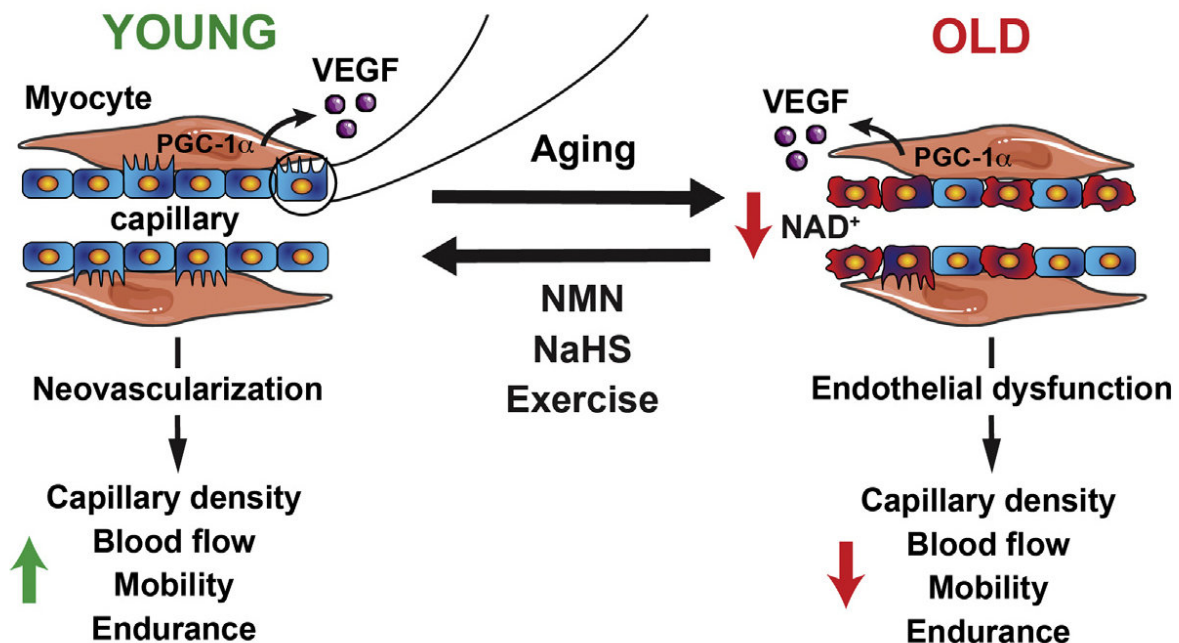 YOUNG
VEGF
Myocyte
PGC-1α
capillary
Neovascularization
Capillary density
Blood flow
Mobility
Endurance
Aging
NAD⁺
NMN
NaHS
Exercise
OLD
VEGF
PGC-1α
Endothelial dysfunction
Capillary density
Blood flow
Mobility
Endurance